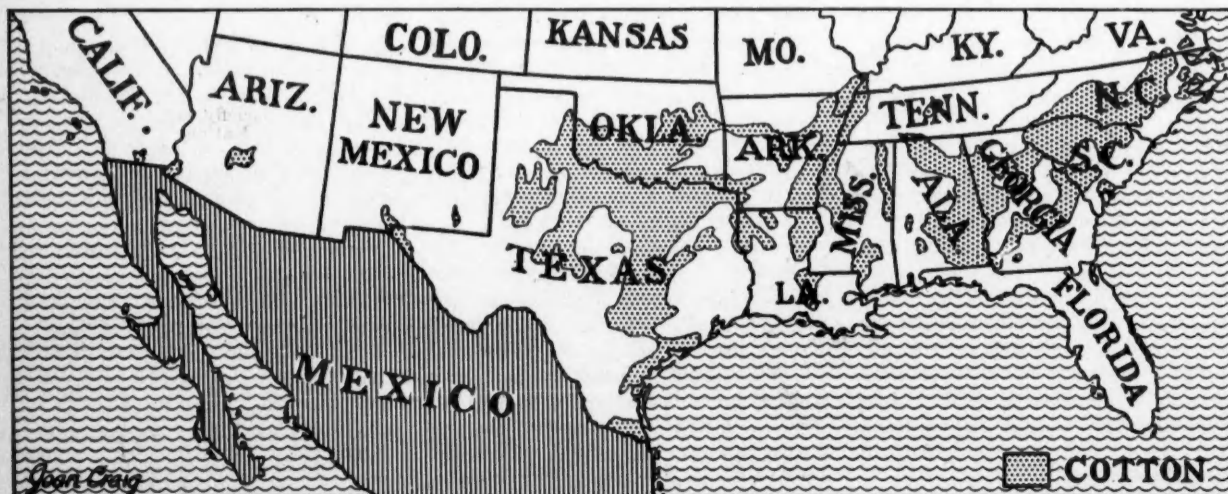 CALIF.
COLO.
KANSAS
MO.
KY.
VA.
ARIZ.
NEW
MEXICO
OKLA
ARK.
TENN.
N.C.
S.C.
MISS.
ALA
GEORGIA
TEXAS
LA.
FLORIDA
MEXICO
Joan Craig
COTTON